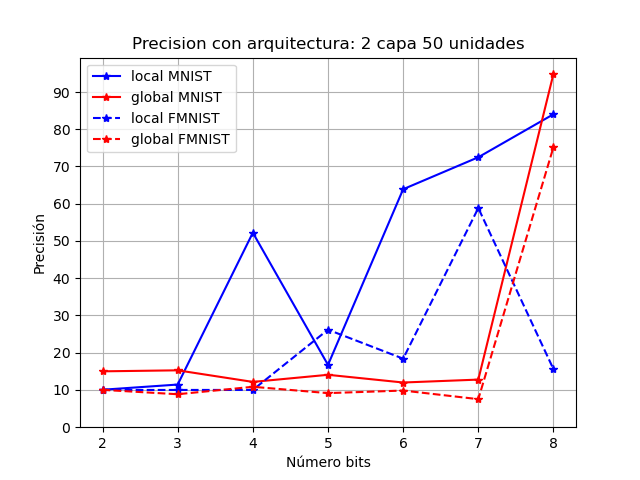 Precision con arquitectura: 2 capa 50 unidades
local MNIST
global MNIST
local FMNIST
global FMNIST
Precisión
90
80
70
60
50
40
30
20
10
0
2 3 4 5 6 7 8
Número bits